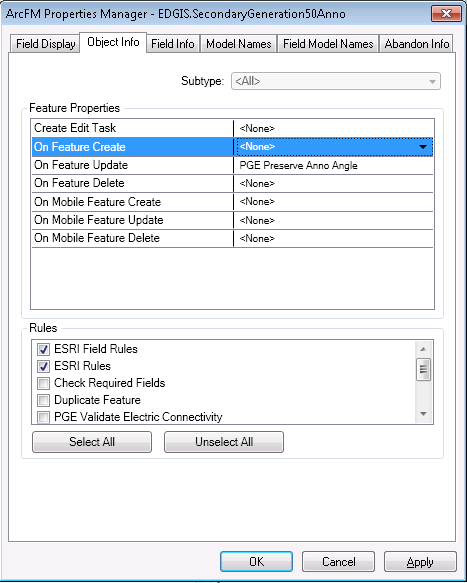 ArcFM Properties Manager - EDGIS.SecondaryGeneration50Anno
Field Display Object Info Field Info Model Names Field Model Names Abandon Info
Subtype: <All>
Feature Properties
Create Edit Task <None>
On Feature Create <None>
On Feature Update PGE Preserve Anno Angle
On Feature Delete <None>
On Mobile Feature Create <None>
On Mobile Feature Update <None>
On Mobile Feature Delete <None>
Rules
ESRI Field Rules
ESRI Rules
Check Required Fields
Duplicate Feature
PGE Validate Electric Connectivity
Select All Unselect All
OK Cancel Apply